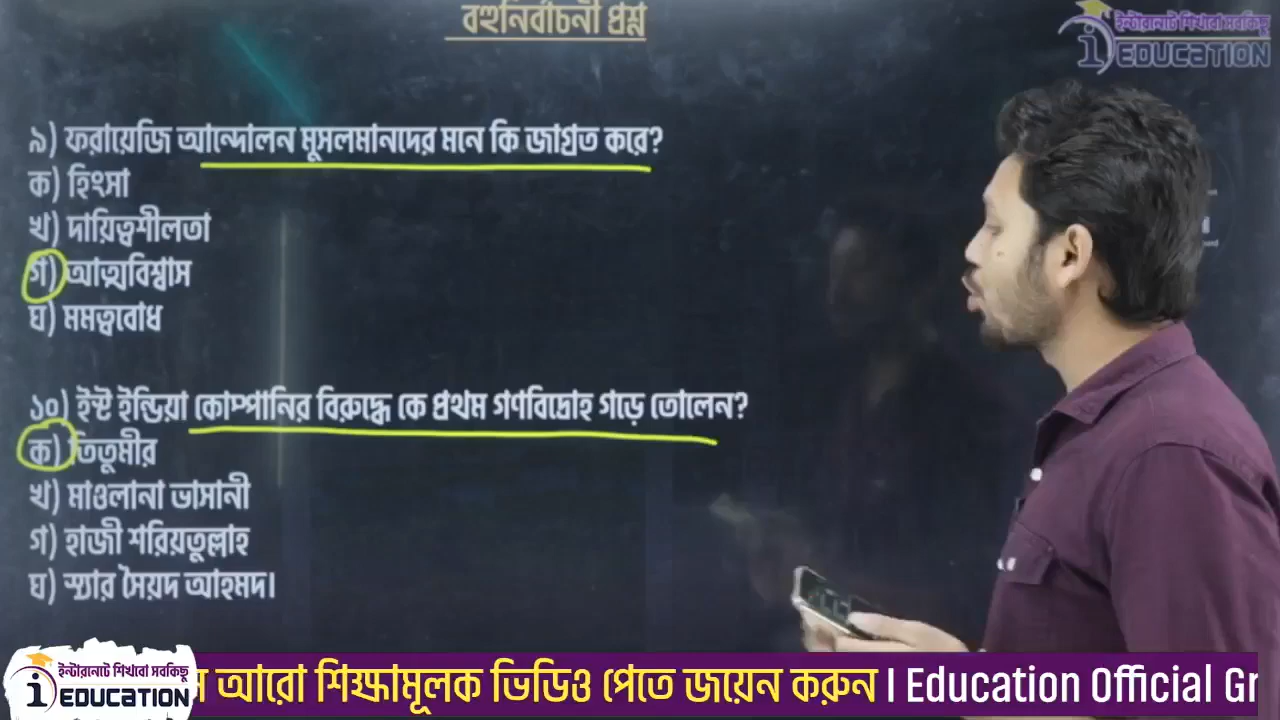 বহুনির্বাচনী প্রশ্ন
ইন্টারনেটে শিখবো সবকিছু
i EDUCATION
৯) ফরায়েজি আন্দোলন মুসলমানদের মনে কি জাগ্রত করে?
ক) হিংসা
খ) দায়িত্বশীলতা
গ) আত্মবিশ্বাস
ঘ) মমত্ববোধ
১০) ইস্ট ইন্ডিয়া কোম্পানির বিরুদ্ধে কে প্রথম গণবিদ্রোহ গড়ে তোলেন?
ক) তিতুমীর
খ) মাওলানা ভাসানী
গ) হাজী শরিয়তুল্লাহ
ঘ) স্যার সৈয়দ আহমদ।
ইন্টারনেটে শিখবো সবকিছু
i EDUCATION
আরো শিক্ষামূলক ভিডিও পেতে জয়েন করুন I Education Official Gr